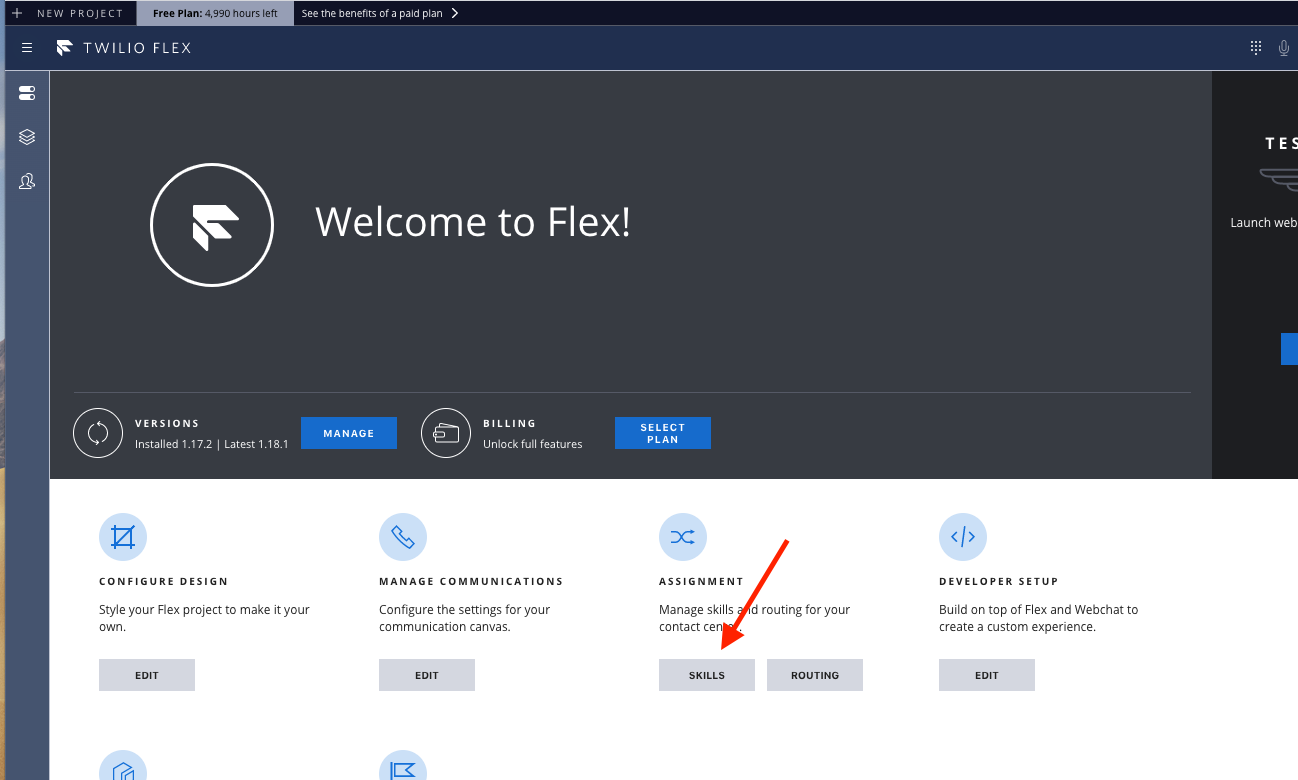 NEW PROJECT
Free Plan: 4,990 hours left
See the benefits of a paid plan
TWILIO FLEX
TES
Welcome to Flex!
Launch web
VERSIONS
Installed 1.17.2 | Latest 1.18.1
MANAGE
BILLING
Unlock full features
SELECT
PLAN
CONFIGURE DESIGN
Style your Flex project to make it your
own.
EDIT
MANAGE COMMUNICATIONS
Configure the settings for your
communication canvas.
EDIT
ASSIGNMENT
Manage skills and routing for your
contact center.
SKILLS
ROUTING
DEVELOPER SETUP
Build on top of Flex and Webchat to
create a custom experience.
EDIT